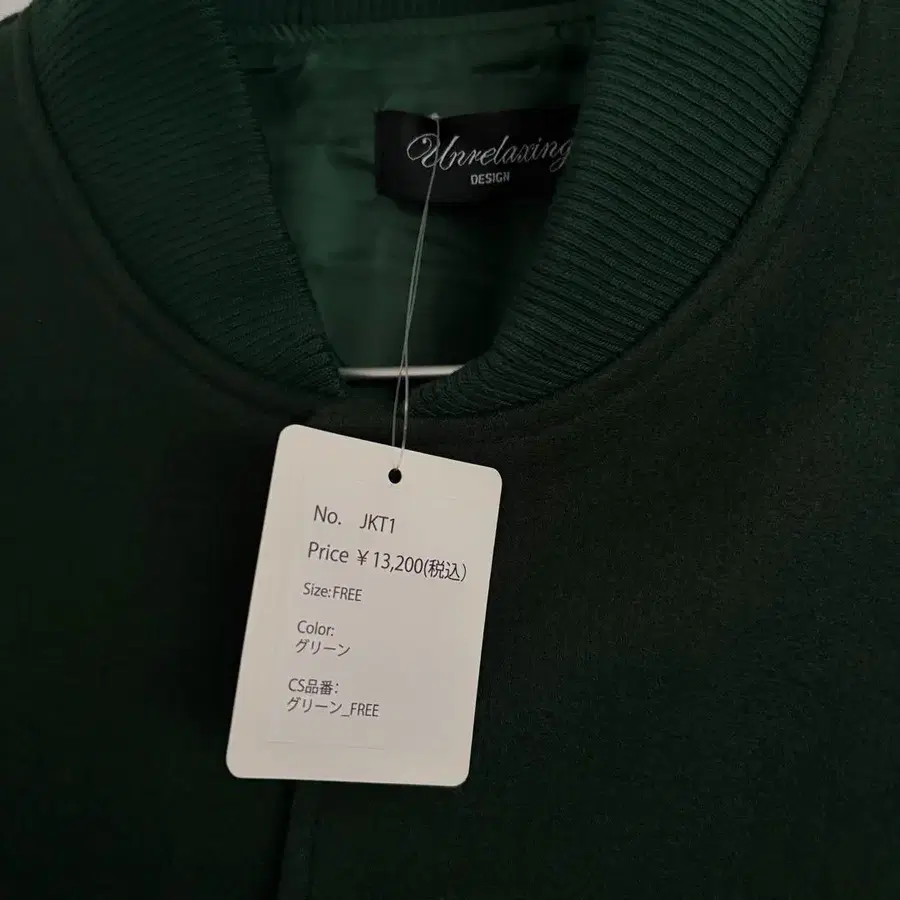 Unrelaxing
DESIGN
No. JKT1
Price ¥13,200(税込)
Size:FREE
Color:
グリーン
CS品番:
グリーン_FREE